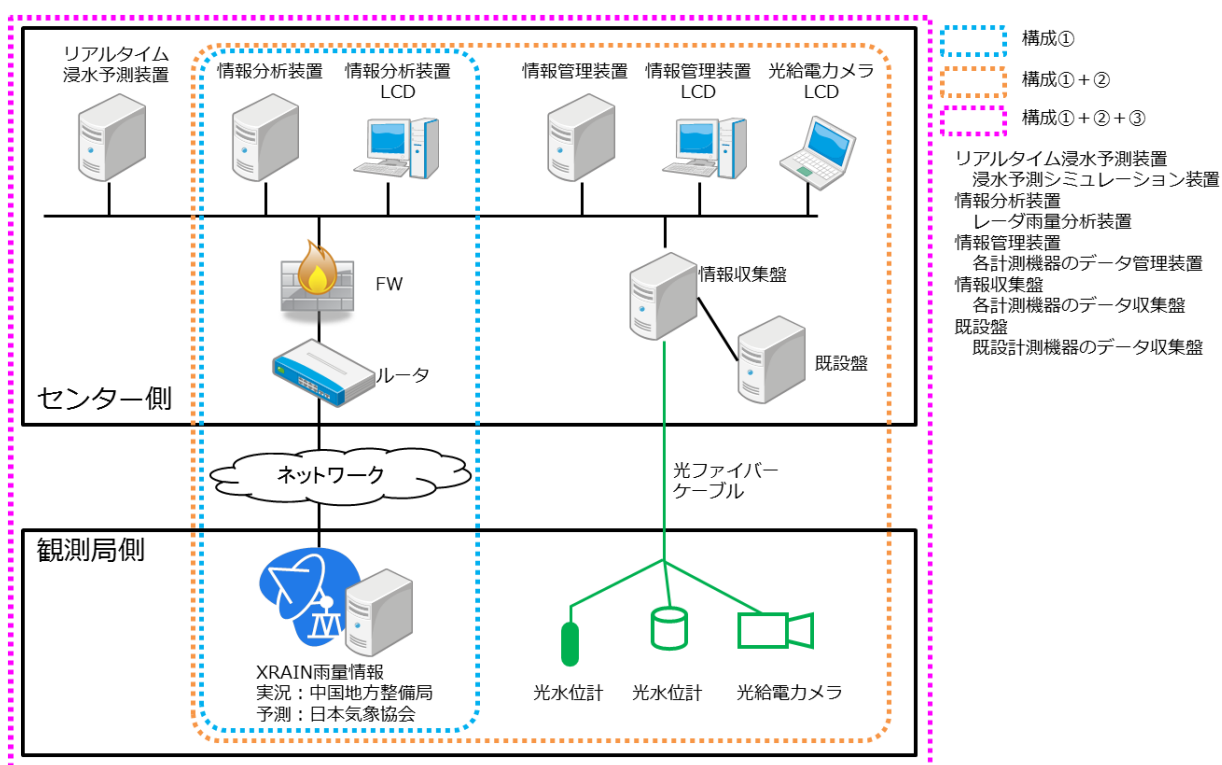 リアルタイム
浸水予測装置
情報分析装置
情報分析装置
LCD
情報管理装置
情報管理装置
LCD
光給電力カメラ
LCD
FW
ルータ
情報収集盤
既設盤
センター側
ネットワーク
光ファイバー
ケーブル
観測局側
XRAIN雨量情報
実況：中国地方整備局
予測：日本気象協会
光水位計
光水位計
光給電力カメラ
構成①
構成①＋②
構成①＋②＋③
リアルタイム浸水予測装置
浸水予測シミュレーション装置
情報分析装置
レーダ雨量分析装置
情報管理装置
各計測機器のデータ管理装置
情報収集盤
各計測機器のデータ収集盤
既設盤
既設計測機器のデータ収集盤